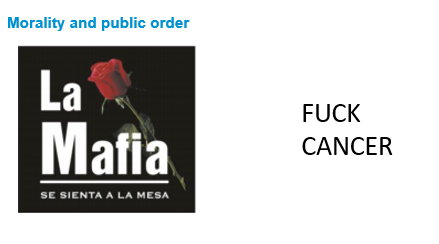 Morality and public order
La
Mafia
SE SIENTA A LA MESA
FUCK
CANCER